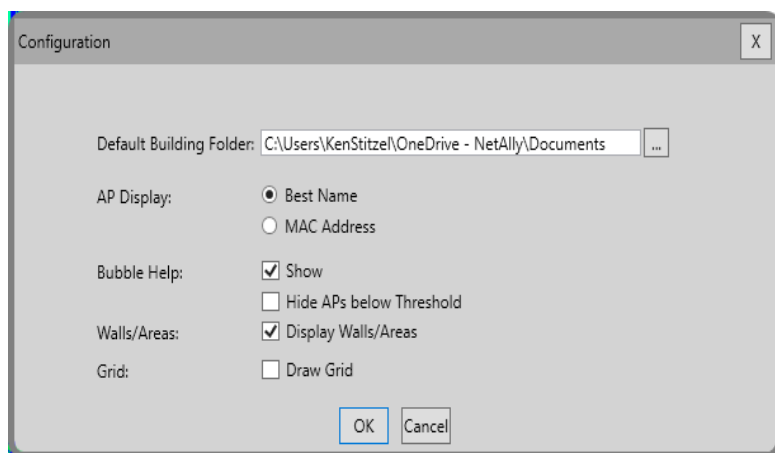 Configuration X
Default Building Folder: C:\Users\KenStitzel\OneDrive - NetAlly\Documents ...
AP Display: Best Name
MAC Address
Bubble Help: Show
Hide APs below Threshold
Walls/Areas: Display Walls/Areas
Grid: Draw Grid
OK Cancel